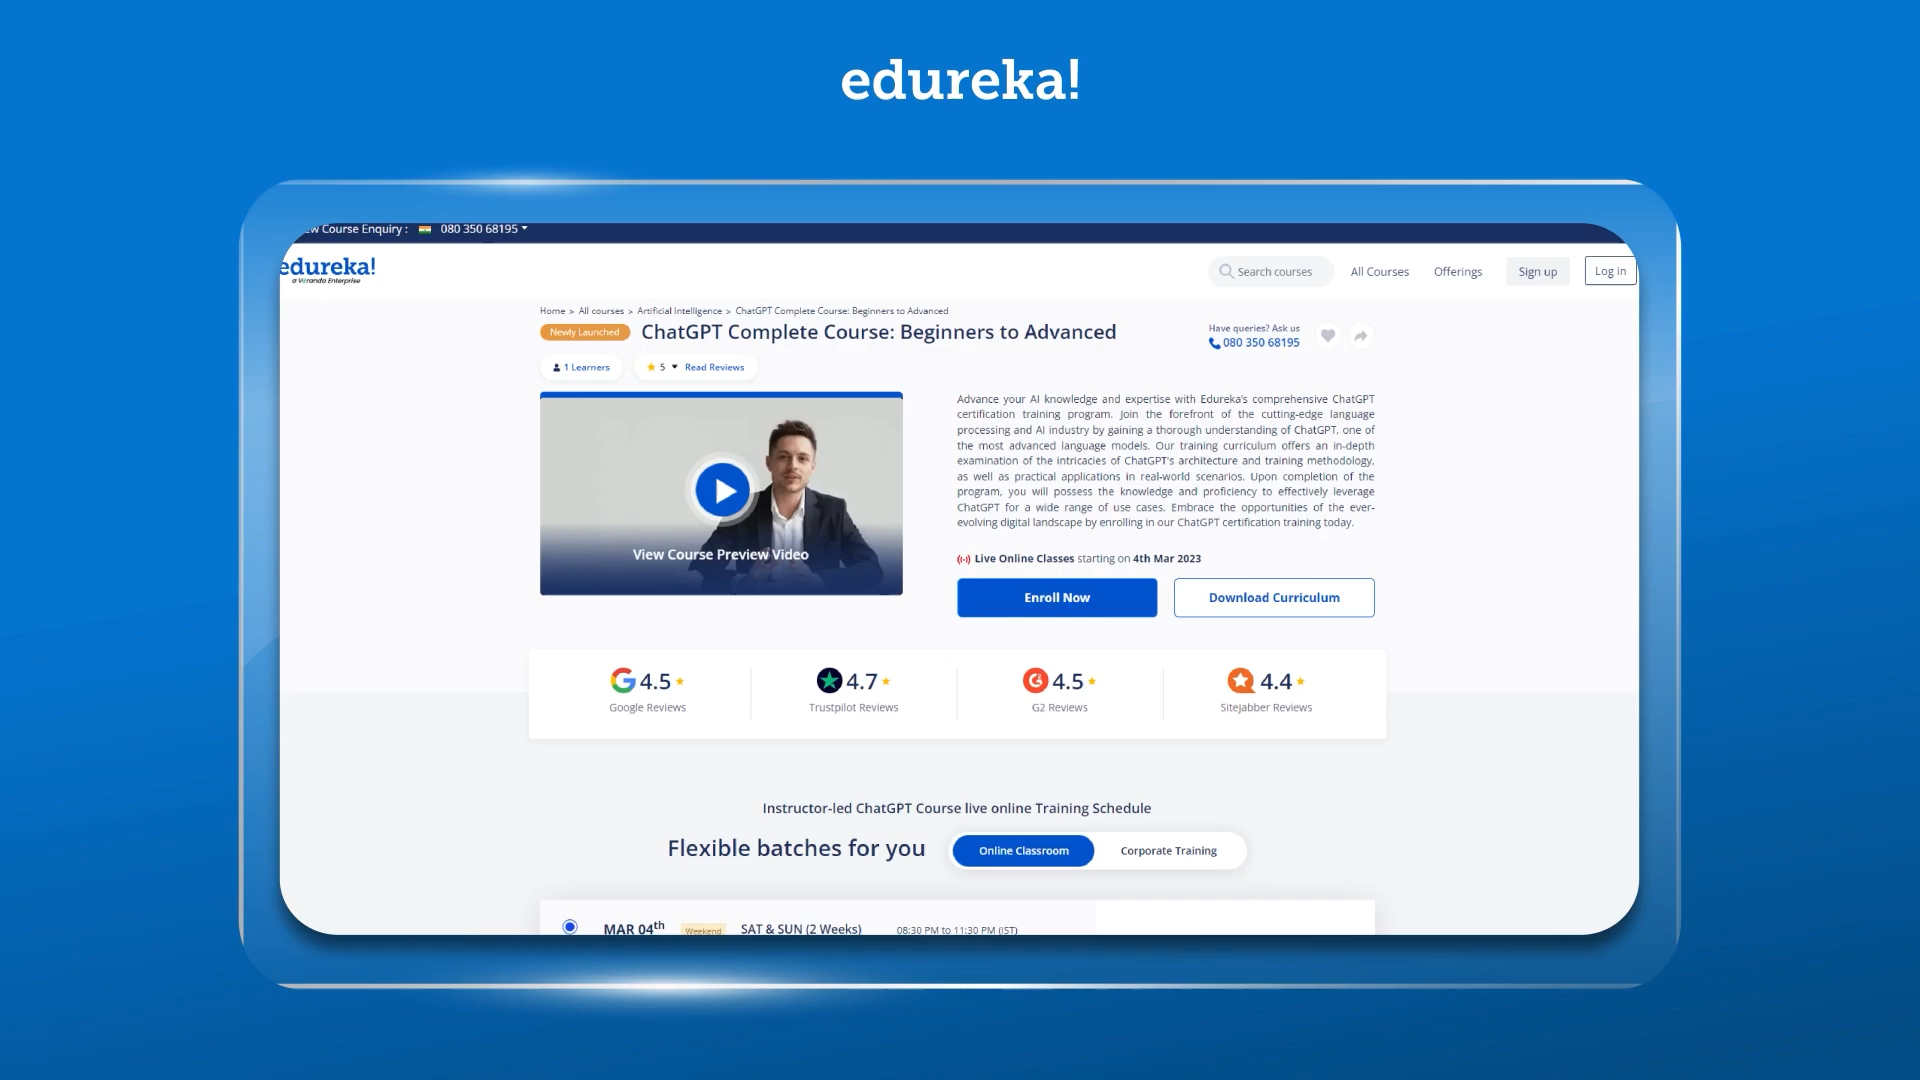 edureka!
Course Enquiry : 080 350 68195
edureka!
a Veranda Enterprise
Search courses
All Courses
Offerings
Sign up
Log in
Home > All courses > Artificial Intelligence > ChatGPT Complete Course: Beginners to Advanced
Newly Launched
ChatGPT Complete Course: Beginners to Advanced
Have queries? Ask us
080 350 68195
1 Learners
5
Read Reviews
View Course Preview Video
Advance your AI knowledge and expertise with Edureka's comprehensive ChatGPT
certification training program. Join the forefront of the cutting-edge language
processing and AI industry by gaining a thorough understanding of ChatGPT, one of
the most advanced language models. Our training curriculum offers an in-depth
examination of the intricacies of ChatGPT's architecture and training methodology,
as well as practical applications in real-world scenarios. Upon completion of the
program, you will possess the knowledge and proficiency to effectively leverage
ChatGPT for a wide range of use cases. Embrace the opportunities of the ever-
evolving digital landscape by enrolling in our ChatGPT certification training today.
Live Online Classes starting on 4th Mar 2023
Enroll Now
Download Curriculum
4.5
Google Reviews
4.7
Trustpilot Reviews
4.5
G2 Reviews
4.4
Sitejabber Reviews
Instructor-led ChatGPT Course live online Training Schedule
Flexible batches for you
Online Classroom
Corporate Training
MAR 04th
Weekend
SAT & SUN (2 Weeks)
08:30 PM to 11:30 PM (IST)